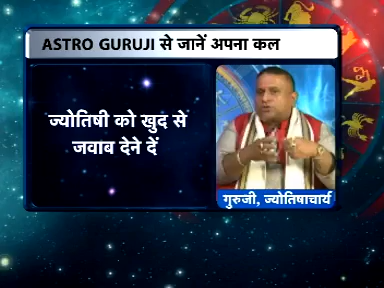 ASTRO GURUJI से जानें अपना कल
ज्योतिषी को खुद से
जवाब देने दें
गुरुजी, ज्योतिषाचार्य